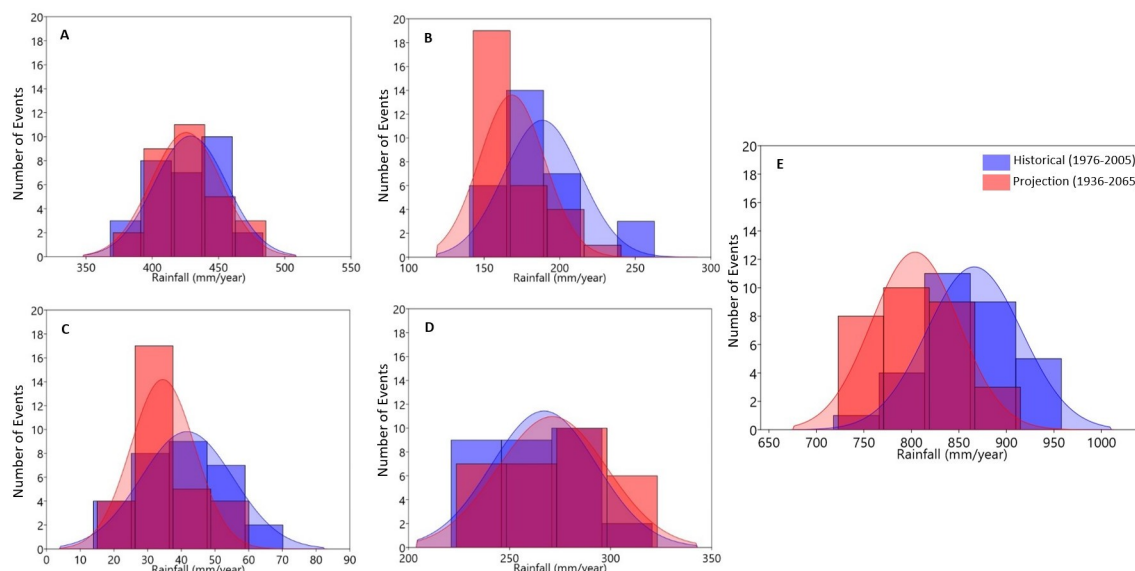 A
Number of Events
20
18
16
14
12
10
8
6
4
2
350 400 450 500 550
Rainfall (mm/year)
B
Number of Events
20
18
16
14
12
10
8
6
4
2
0
100 150 200 250 300
Rainfall (mm/year)
C
Number of Events
20
18
16
14
12
10
8
6
4
2
0
0 10 20 30 40 50 60 70 80 90
Rainfall (mm/year)
D
Number of Events
20
18
16
14
12
10
8
6
4
2
0
200 250 300 350
Rainfall (mm/year)
E
Historical (1976-2005)
Projection (1936-2065
Number of Events
20
18
16
14
12
10
8
6
4
2
0
650 700 750 800 850 900 950 1000
Rainfall (mm/year)